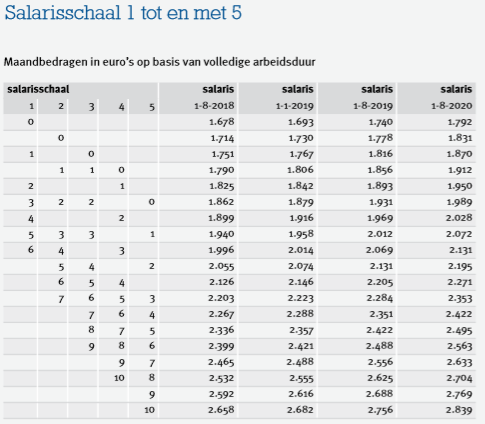 Salarisschaal 1 tot en met 5
Maandbedragen in euro's op basis van volledige arbeidsduur
salarisschaal salaris salaris salaris salaris
1 2 3 4 5 1-8-2018 1-1-2019 1-8-2019 1-8-2020
0 1.678 1.693 1.740 1.792
0 1.714 1.730 1.778 1.831
1 0 1.751 1.767 1.816 1.870
1 1 0 1.790 1.806 1.856 1.912
2 1 1.825 1.842 1.893 1.950
3 2 2 0 1.862 1.879 1.931 1.989
4 2 1.899 1.916 1.969 2.028
5 3 3 1 1.940 1.958 2.012 2.072
6 4 3 1.996 2.014 2.069 2.131
5 4 2 2.055 2.074 2.131 2.195
6 5 4 2.126 2.146 2.205 2.271
7 6 5 3 2.203 2.223 2.284 2.353
7 6 4 2.267 2.288 2.351 2.422
8 7 5 2.336 2.357 2.422 2.495
9 8 6 2.399 2.421 2.488 2.563
9 7 2.465 2.488 2.556 2.633
10 8 2.532 2.555 2.625 2.704
9 2.592 2.616 2.688 2.769
10 2.658 2.682 2.756 2.839